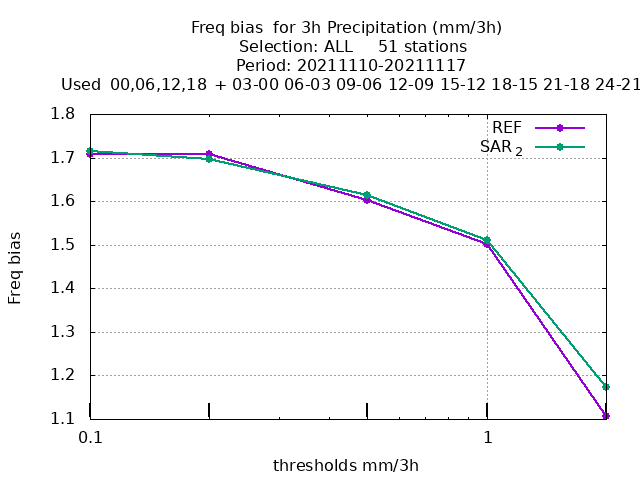 Freq bias  for 3h Precipitation (mm/3h)
Selection: ALL     51 stations
Period: 20211110-20211117
Used  00,06,12,18  + 03-00 06-03 09-06 12-09 15-12 18-15 21-18 24-21
1.8
REF
SAR 2
1.7
1.6
1.5
1.4
1.3
1.2
1.1
Freq bias
0.1
1
thresholds mm/3h